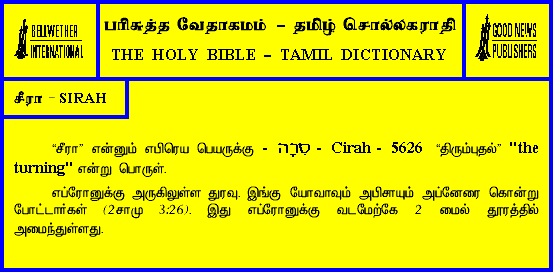 BELLWETHER
INTERNATIONAL
பரிசுத்த வேதாகமம் – தமிழ் சொல்லகராதி
THE HOLY BIBLE – TAMIL DICTIONARY
GOOD NEWS
PUBLISHERS
சீரா - SIRAH
“சீரா” என்னும் எபிரெய பெயருக்கு - סִרָה - Cirah - 5626 “திரும்புதல்” "the
turning" என்று பொருள்.
எப்ரோனுக்கு அருகிலுள்ள துரவு. இங்கு யோவாவும் அபிசாயும் அப்னேரை கொன்று
போட்டார்கள் (2சாமு 3:26). இது எப்ரோனுக்கு வடமேற்கே 2 மைல் தூரத்தில்
அமைந்துள்ளது.